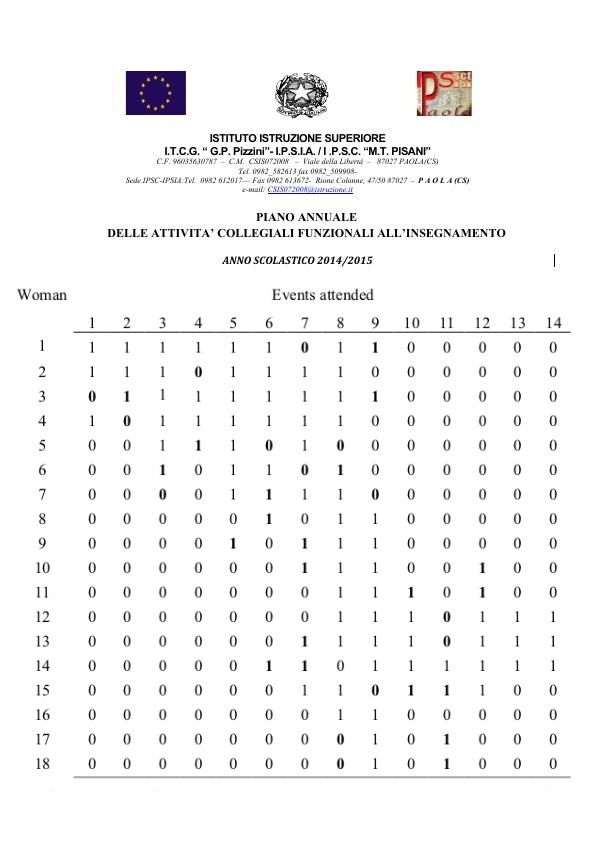 PS sct
Paola
ISTITUTO ISTRUZIONE SUPERIORE
I.T.C.G. “ G.P. Pizzini”- I.P.S.I.A. / I .P.S.C. “M.T. PISANI”
C.F. 96035630787 – C.M. CSIS072008 – Viale della Libertà – 87027 PAOLA(CS)
Tel. 0982_582613 fax 0982_509908-
Sede IPSC-IPSIA:Tel. 0982 612017— Fax 0982 613672- Rione Colonne, 47/50 87027 - P A O L A (CS)
e-mail: CSIS072008@istruzione.it
PIANO ANNUALE
DELLE ATTIVITA’ COLLEGIALI FUNZIONALI ALL’INSEGNAMENTO
ANNO SCOLASTICO 2014/2015
Woman Events attended
1 2 3 4 5 6 7 8 9 10 11 12 13 14
1 1 1 1 1 1 1 0 1 1 0 0 0 0 0
2 1 1 1 0 1 1 1 1 0 0 0 0 0 0
3 0 1 1 1 1 1 1 1 1 0 0 0 0 0
4 1 0 1 1 1 1 1 1 0 0 0 0 0 0
5 0 0 1 1 1 0 1 0 0 0 0 0 0 0
6 0 0 1 0 1 1 0 1 0 0 0 0 0 0
7 0 0 0 0 1 1 1 1 0 0 0 0 0 0
8 0 0 0 0 0 1 0 1 1 0 0 0 0 0
9 0 0 0 0 1 0 1 1 1 0 0 0 0 0
10 0 0 0 0 0 0 1 1 1 0 0 1 0 0
11 0 0 0 0 0 0 0 1 1 1 0 1 0 0
12 0 0 0 0 0 0 0 1 1 1 0 1 1 1
13 0 0 0 0 0 0 1 1 1 1 0 1 1 1
14 0 0 0 0 0 1 1 0 1 1 1 1 1 1
15 0 0 0 0 0 0 1 1 0 1 1 1 0 0
16 0 0 0 0 0 0 0 1 1 0 0 0 0 0
17 0 0 0 0 0 0 0 0 1 0 1 0 0 0
18 0 0 0 0 0 0 0 0 1 0 1 0 0 0